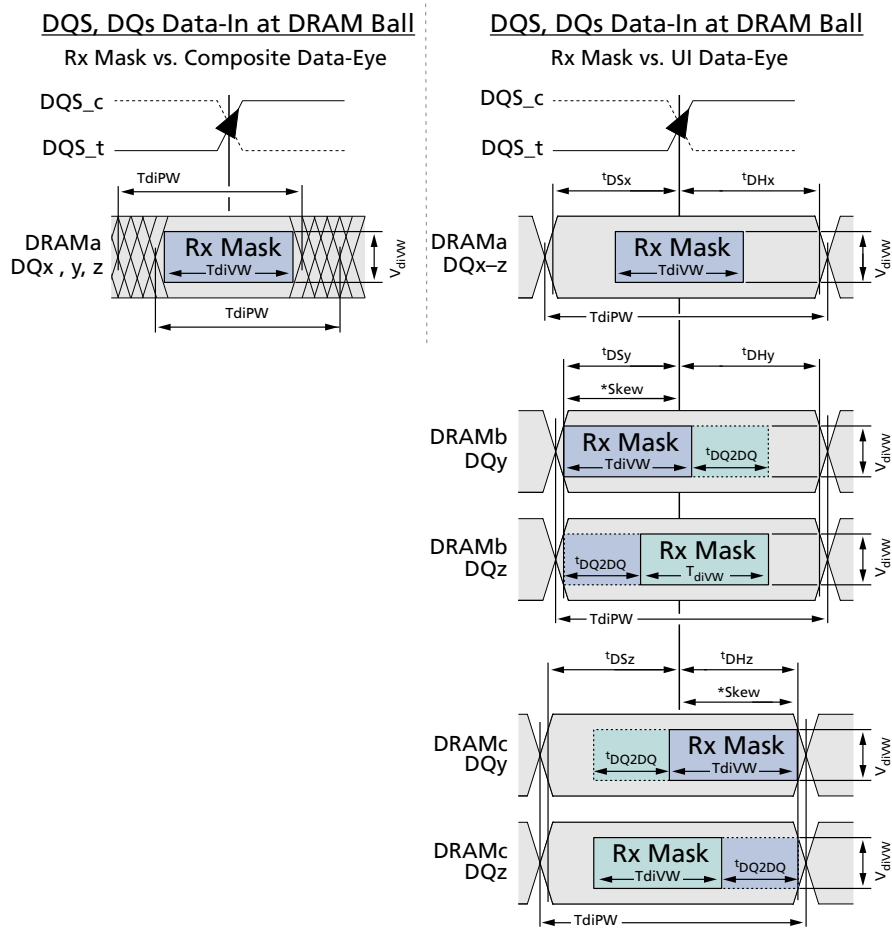 DQS, DQs Data-In at DRAM Ball
Rx Mask vs. Composite Data-Eye
DQS_c
DQS_t
TdiPW
DRAMa
DQx , y, z
Rx Mask
TdiVW
VdiVW
TdiPW
DQS, DQs Data-In at DRAM Ball
Rx Mask vs. UI Data-Eye
DQS_c
DQS_t
tDSx
tDHx
DRAMa
DQx–z
Rx Mask
TdiVW
VdiVW
TdiPW
tDSy
tDHy
*Skew
DRAMb
DQy
Rx Mask
TdiVW
tDQ2DQ
VdiVW
DRAMb
DQz
tDQ2DQ
Rx Mask
TdiVW
VdiVW
TdiPW
tDSz
tDHz
*Skew
DRAMc
DQy
tDQ2DQ
Rx Mask
TdiVW
VdiVW
DRAMc
DQz
Rx Mask
TdiVW
tDQ2DQ
VdiVW
TdiPW